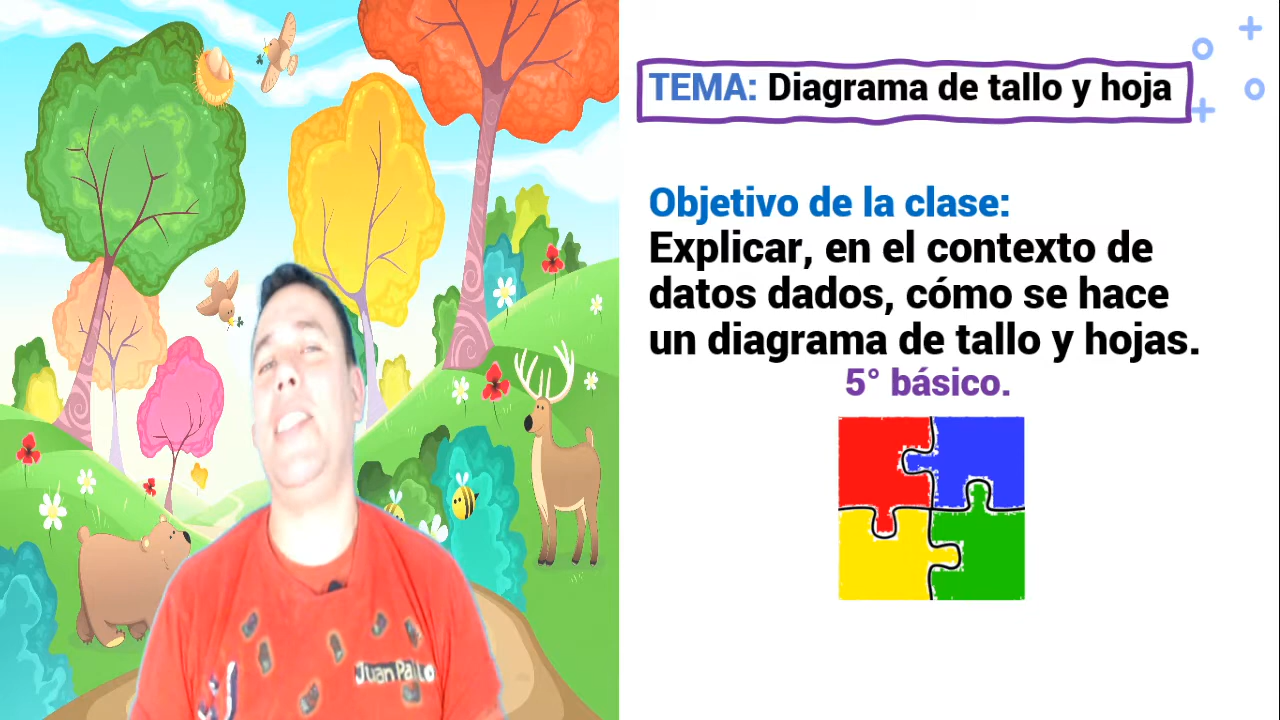 TEMA: Diagrama de tallo y hoja
Objetivo de la clase:
Explicar, en el contexto de
datos dados, cómo se hace
un diagrama de tallo y hojas.
5° básico.
Juan Pablo